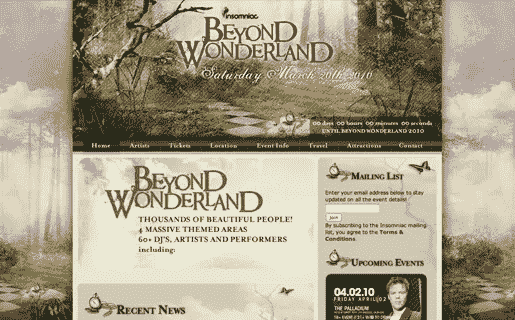 insomniac
BEYOND
WONDERLAND
Saturday March 20th, 2010
00 days 00 hours 00 minutes 00 seconds
UNTIL BEYOND WONDERLAND 2010
Home Artists Tickets Location Event Info Travel Attractions Contact
BEYOND
WONDERLAND
THOUSANDS OF BEAUTIFUL PEOPLE!
4 MASSIVE THEMED AREAS
60+ DJ'S, ARTISTS AND PERFORMERS
including:
RECENT NEWS
MAILING LIST
Enter your email address below to stay
updated on all the event details!
Join
By subscribing to the Insomniac mailing
list, you agree to the Terms &
Conditions.
UPCOMING EVENTS
04.02.10
FRIDAY APRIL 02
THE PALLADIUM